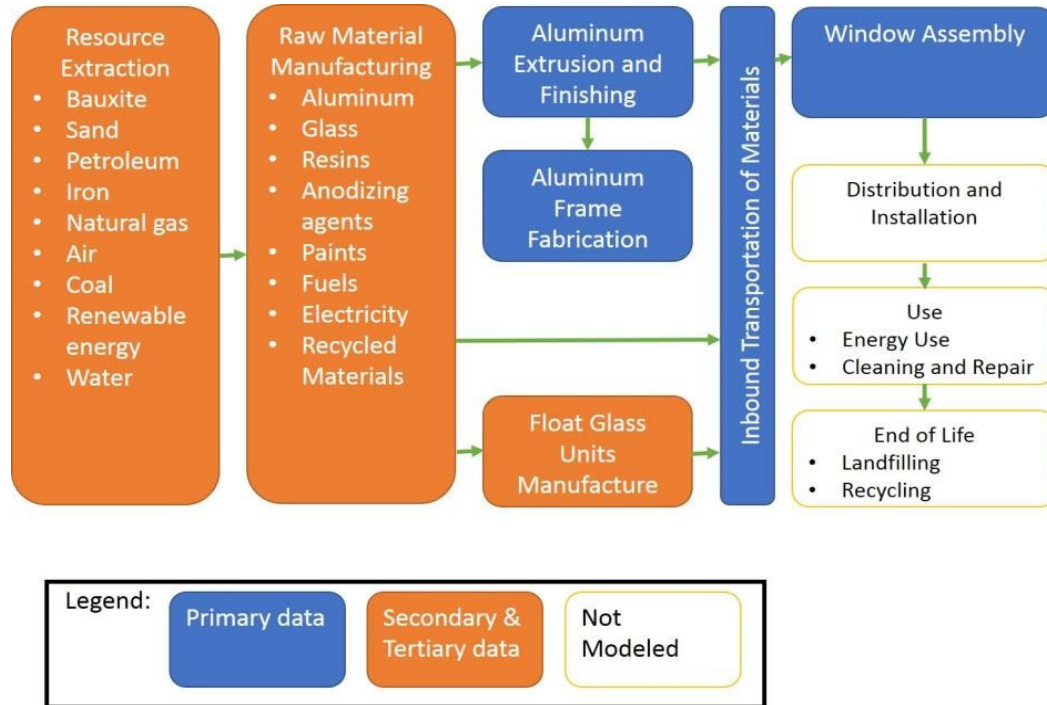 Resource
Extraction
• Bauxite
• Sand
• Petroleum
• Iron
• Natural gas
• Air
• Coal
• Renewable
energy
• Water
Raw Material
Manufacturing
• Aluminum
• Glass
• Resins
• Anodizing
agents
• Paints
• Fuels
• Electricity
• Recycled
Materials
Aluminum
Extrusion and
Finishing
Aluminum
Frame
Fabrication
Float Glass
Units
Manufacture
Inbound Transportation of Materials
Window Assembly
Distribution and
Installation
Use
• Energy Use
• Cleaning and Repair
End of Life
• Landfilling
• Recycling
Legend:
Primary data
Secondary &
Tertiary data
Not
Modeled